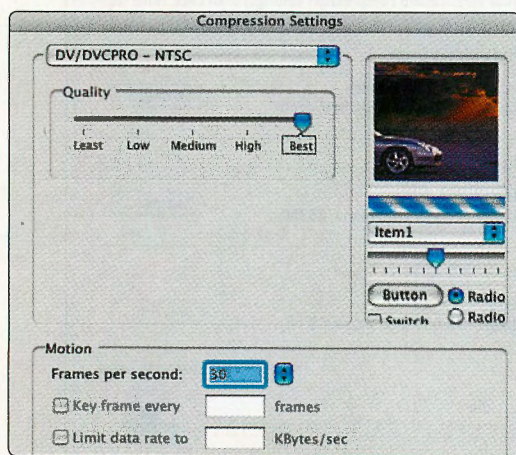 Compression Settings
DV/DVCPRO – NTSC
Quality
Least Low Medium High Best
Item1
Button Radio
Switch Radio
Motion
Frames per second: 30
Key frame every frames
Limit data rate to KBytes/sec